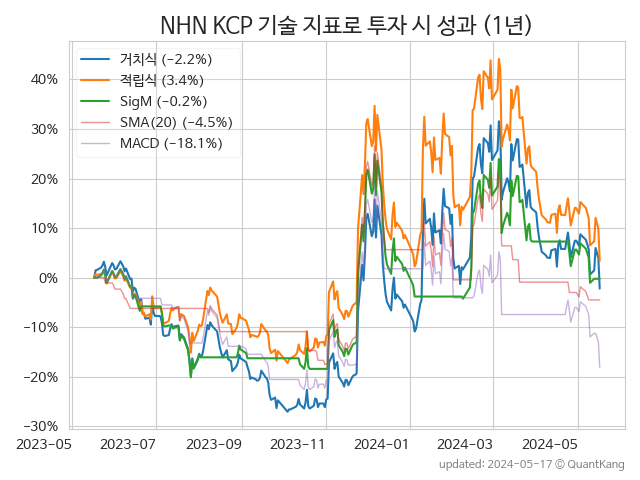 NHN KCP 기술 지표로 투자 시 성과 (1년)
거치식 (−2.2%)
적립식 (3.4%)
SigM (−0.2%)
SMA(20) (−4.5%)
MACD (−18.1%)
40%
30%
20%
10%
0%
−10%
−20%
−30%
2023−05 2023−07 2023−09 2023−11 2024−01 2024−03 2024−05
updated: 2024−05−17 © QuantKang